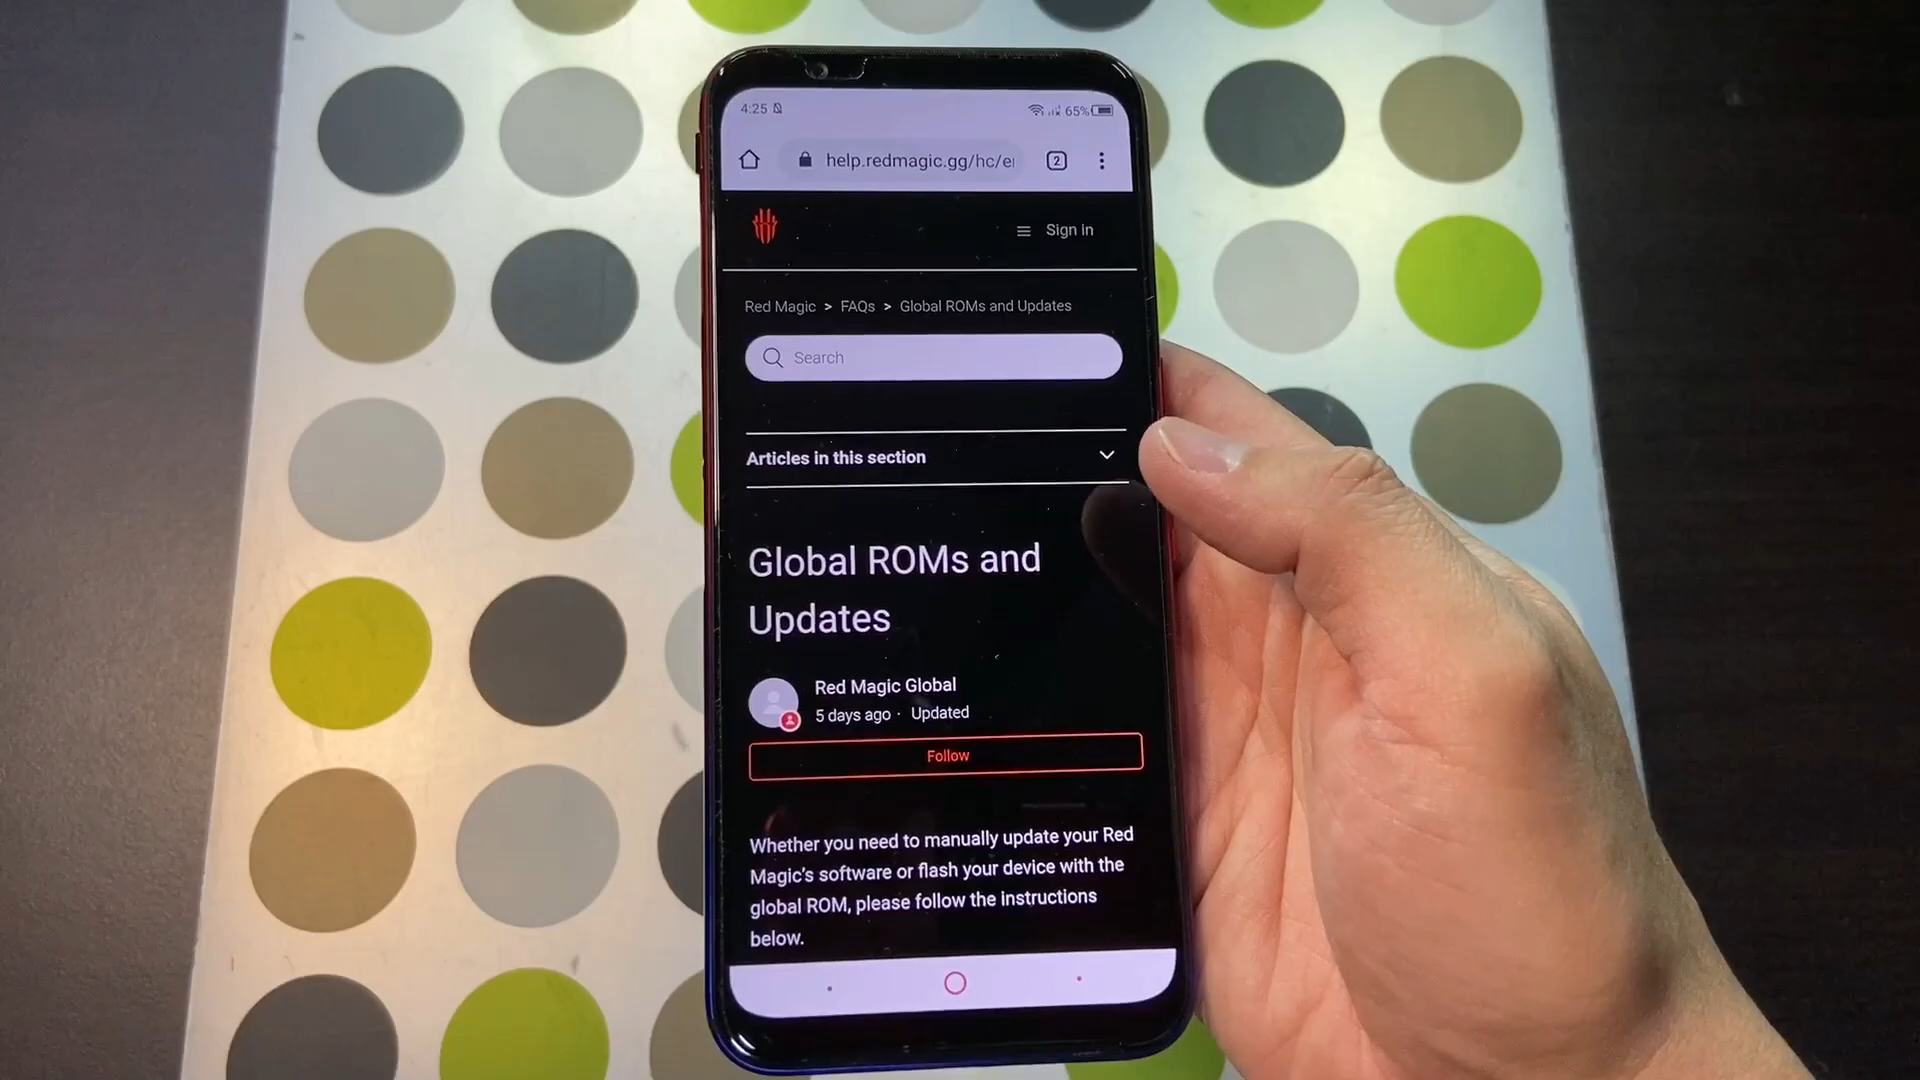 4:25
65%
help.redmagic.gg/hc/e
2
Sign in
Red Magic > FAQs > Global ROMs and Updates
Search
Articles in this section
Global ROMs and
Updates
Red Magic Global
5 days ago · Updated
Follow
Whether you need to manually update your Red
Magic's software or flash your device with the
global ROM, please follow the instructions
below.